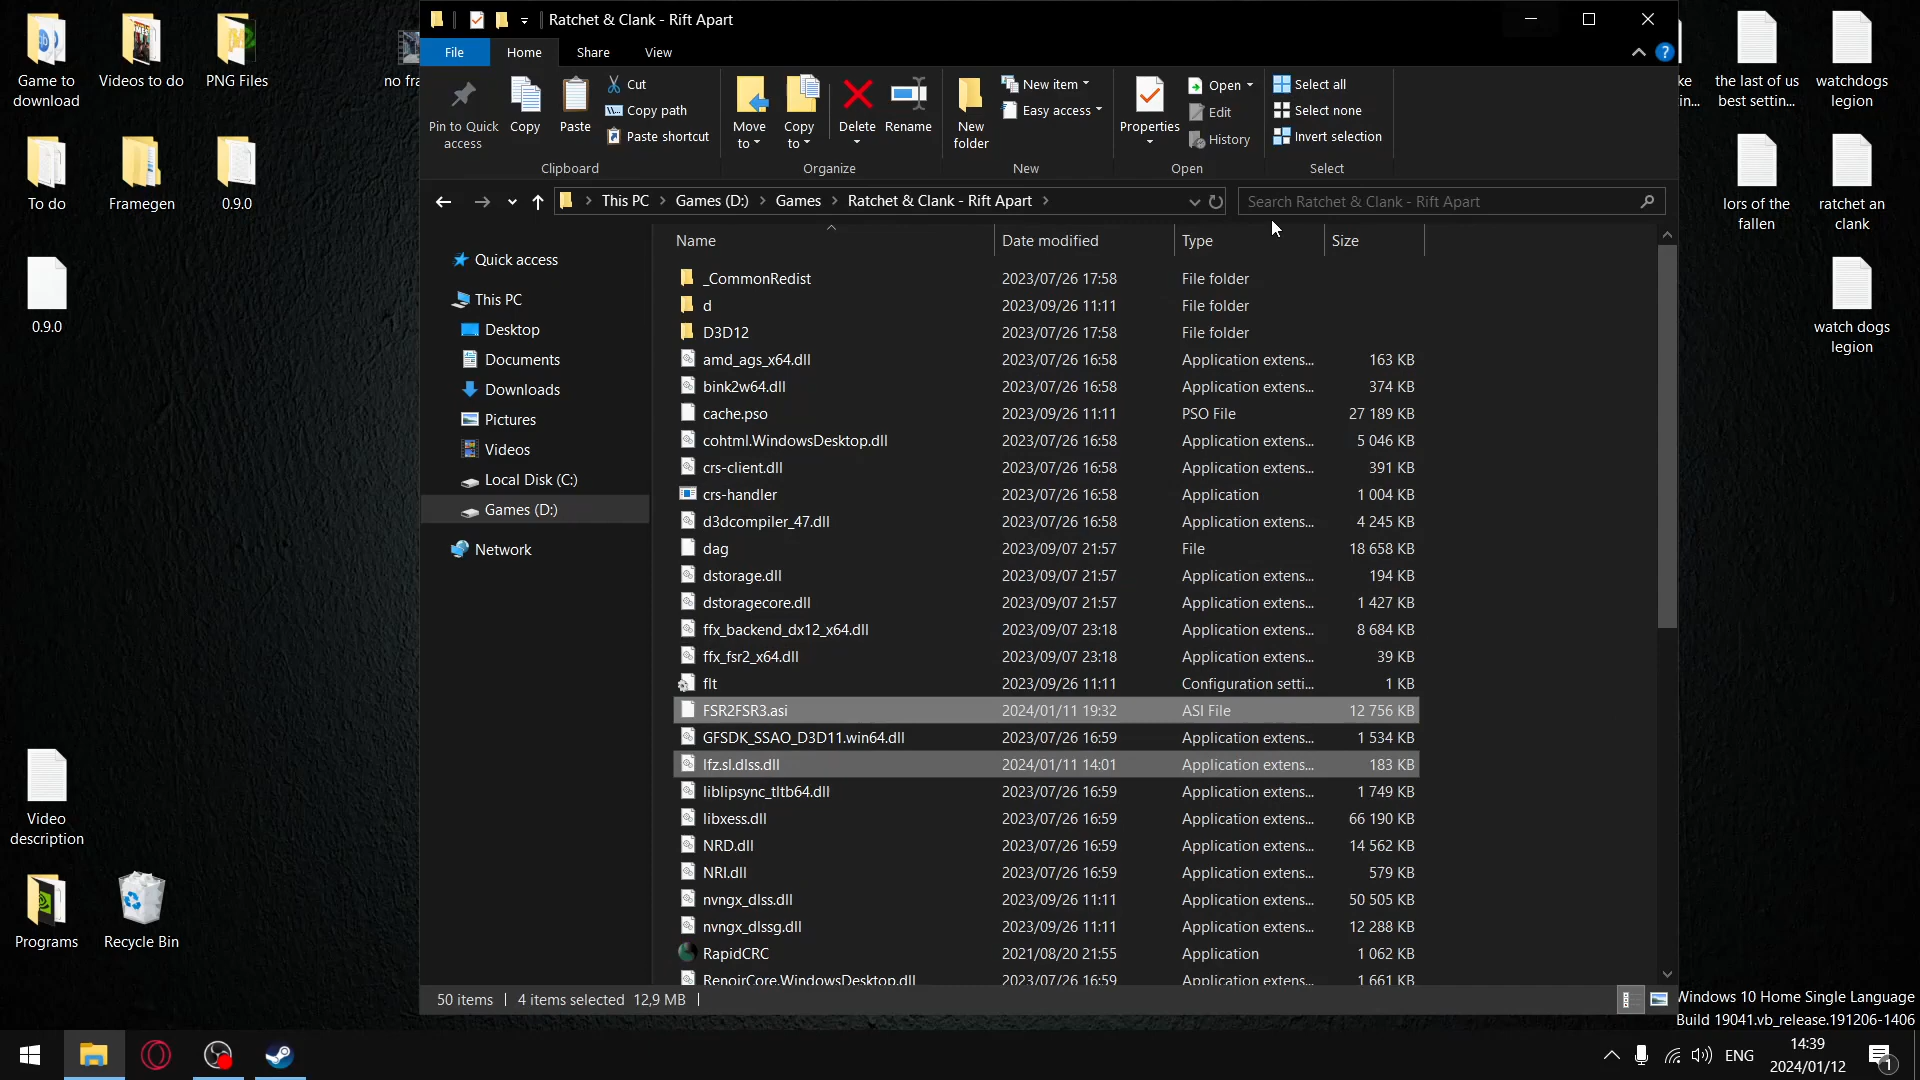 Ratchet & Clank - Rift Apart
File
Home
Share
View
Pin to Quick
access
Copy
Paste
Cut
Copy path
Paste shortcut
Clipboard
Move
to
Copy
to
Delete
Rename
Organize
New
folder
New item
Easy access
New
Properties
Open
Edit
History
Open
Select all
Select none
Invert selection
Select
This PC
Games (D:)
Games
Ratchet & Clank - Rift Apart
Search Ratchet & Clank - Rift Apart
Name
Date modified
Type
Size
Quick access
This PC
Desktop
Documents
Downloads
Pictures
Videos
Local Disk (C:)
Games (D:)
Network
_CommonRedist 2023/07/26 17:58 File folder
d 2023/09/26 11:11 File folder
D3D12 2023/07/26 17:58 File folder
amd_ags_x64.dll 2023/07/26 16:58 Application extens... 163 KB
bink2w64.dll 2023/07/26 16:58 Application extens... 374 KB
cache.pso 2023/09/26 11:11 PSO File 27 189 KB
cohtml.WindowsDesktop.dll 2023/07/26 16:58 Application extens... 5 046 KB
crs-client.dll 2023/07/26 16:58 Application extens... 391 KB
crs-handler 2023/07/26 16:58 Application 1 004 KB
d3dcompiler_47.dll 2023/07/26 16:58 Application extens... 4 245 KB
dag 2023/09/07 21:57 File 18 658 KB
dstorage.dll 2023/09/07 21:57 Application extens... 194 KB
dstoragecore.dll 2023/09/07 21:57 Application extens... 1 427 KB
ffx_backend_dx12_x64.dll 2023/09/07 23:18 Application extens... 8 684 KB
ffx_fsr2_x64.dll 2023/09/07 23:18 Application extens... 39 KB
flt 2023/09/26 11:11 Configuration setti... 1 KB
FSR2FSR3.asi 2024/01/11 19:32 ASI File 12 756 KB
GFSDK_SSAO_D3D11.win64.dll 2023/07/26 16:59 Application extens... 1 534 KB
lfz.sl.dlss.dll 2024/01/11 14:01 Application extens... 183 KB
liblipsync_tltb64.dll 2023/07/26 16:59 Application extens... 1 749 KB
libxess.dll 2023/07/26 16:59 Application extens... 66 190 KB
NRD.dll 2023/07/26 16:59 Application extens... 14 562 KB
NRI.dll 2023/07/26 16:59 Application extens... 579 KB
nvngx_dlss.dll 2023/09/26 11:11 Application extens... 50 505 KB
nvngx_dlssg.dll 2023/09/26 11:11 Application extens... 12 288 KB
RapidCRC 2021/08/20 21:55 Application 1 062 KB
RenoirCore.WindowsDesktop.dll 2023/07/26 16:59 Application extens... 1 661 KB
50 items
4 items selected 12,9 MB
Game to
download
Videos to do
PNG Files
no fra
To do
Framegen
0.9.0
0.9.0
Video
description
Programs
Recycle Bin
ke
in...
the last of us
best settin...
watchdogs
legion
lors of the
fallen
ratchet an
clank
watch dogs
legion
Windows 10 Home Single Language
Build 19041.vb_release.191206-1406
ENG
14:39
2024/01/12
1